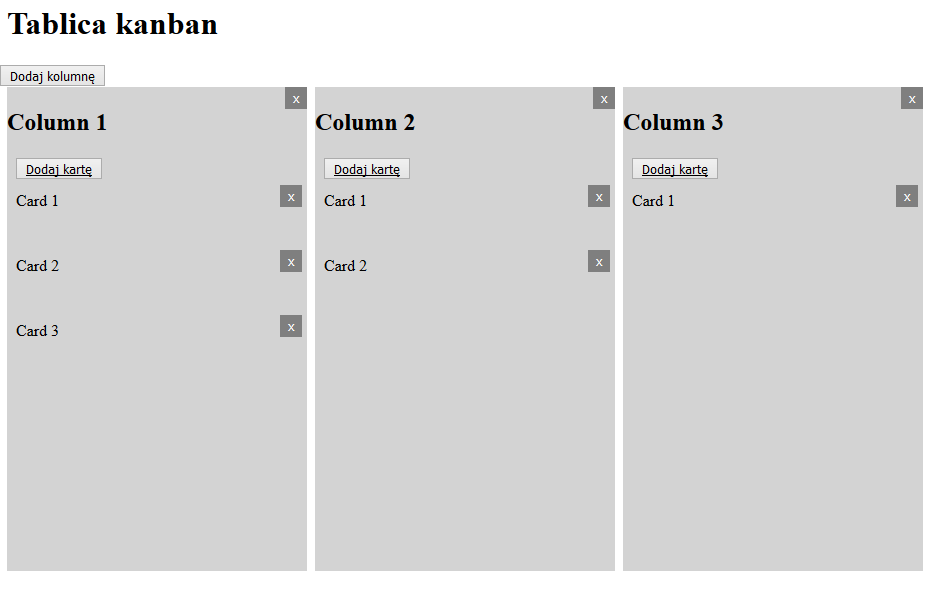 Tablica kanban
Dodaj kolumnę
x
Column 1
Dodaj kartę
Card 1
x
Card 2
x
Card 3
x
x
Column 2
Dodaj kartę
Card 1
x
Card 2
x
x
Column 3
Dodaj kartę
Card 1
x